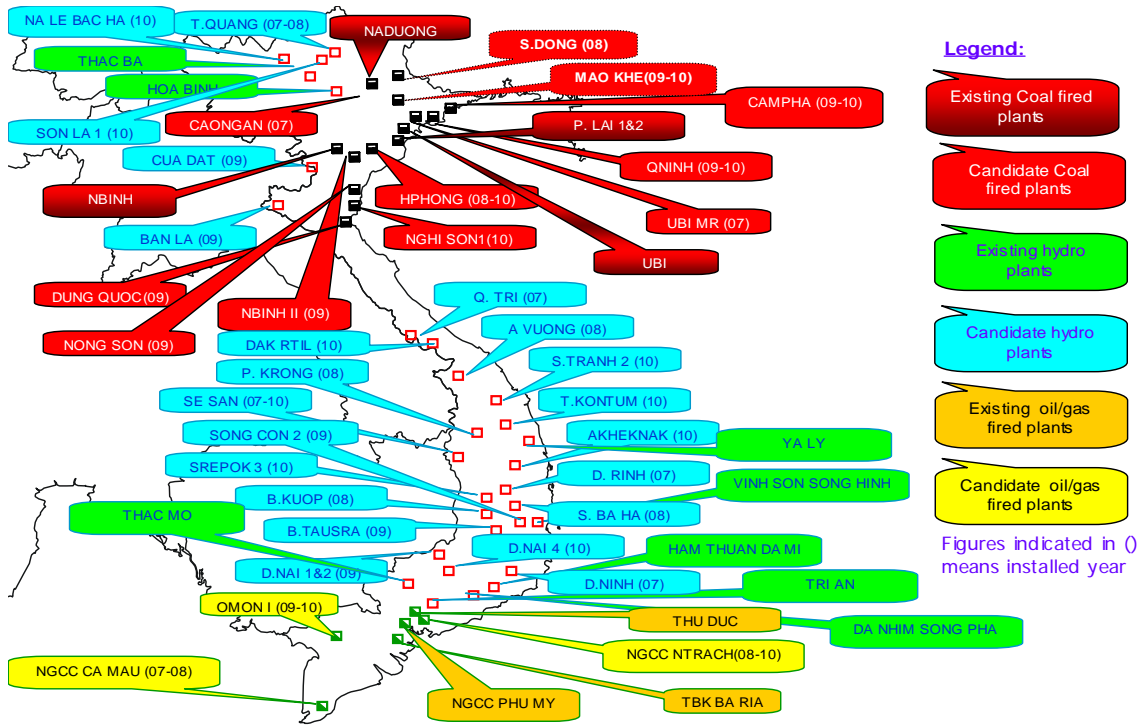 NA LE BAC HA (10)
T.QUANG (07-08)
NADUONG
S.DONG (08)
THAC BA
MAO KHE(09-10)
HOA BINH
CAMPHA (09-10)
CAONGAN (07)
P. LAI 1&2
SON LA 1 (10)
CUA DAT (09)
QNINH (09-10)
NBINH
HPHONG (08-10)
UBI MR (07)
BAN LA (09)
NGHI SON1(10)
UBI
DUNG QUOC(09)
NBINH II (09)
NONG SON (09)
Q. TRI (07)
A VUONG (08)
DAK RTIL (10)
S.TRANH 2 (10)
P. KRONG (08)
T.KONTUM (10)
SE SAN (07-10)
SONG CON 2 (09)
AKHEKNAK (10)
YA LY
SREPOK 3 (10)
D. RINH (07)
VINH SON SONG HINH
B.KUOP (08)
THAC MO
S. BA HA (08)
B.TAUSRA (09)
D.NAI 4 (10)
HAM THUAN DA MI
D.NAI 1&2 (09)
D.NINH (07)
TRI AN
OMON I (09-10)
THU DUC
DA NHIM SONG PHA
NGCC NTRACH(08-10)
NGCC CA MAU (07-08)
NGCC PHU MY
TBK BA RIA
Legend:
Existing Coal fired
plants
Candidate Coal
fired plants
Existing hydro
plants
Candidate hydro
plants
Existing oil/gas
fired plants
Candidate oil/gas
fired plants
Figures indicated in ()
means installed year